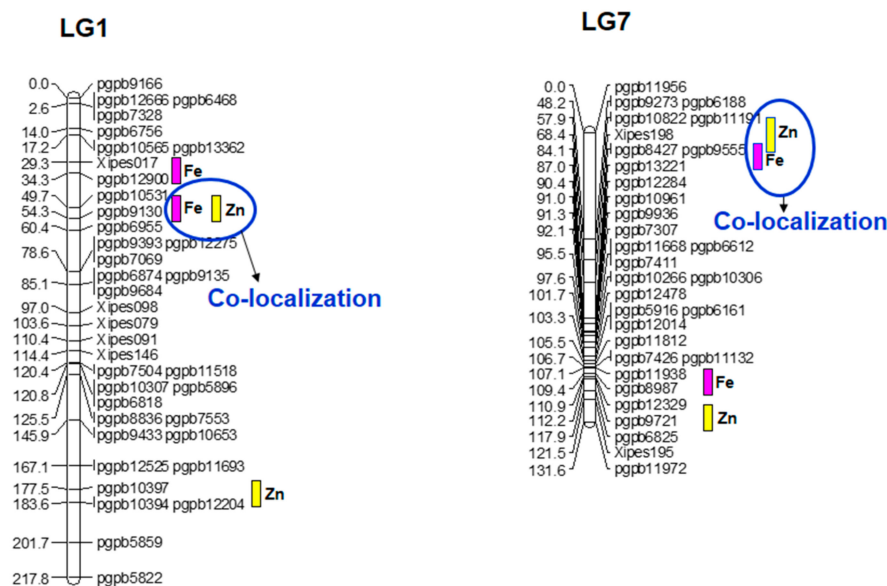 LG1
0.0 pgpb9166
2.6 pgpb12666 pgpb6468
pgpb7328
14.0 pgpb6756
17.2 pgpb10565 pgpb13362
29.3 Xipes017
34.3 pgpb12900
Fe
49.7 pgpb10531
54.3 pgpb9130
Fe
Zn
60.4 pgpb6955
78.6 pgpb9393 pgpb12275
pgpb7069
85.1 pgpb6874 pgpb9135
pgpb9684
Co-localization
97.0 Xipes098
103.6 Xipes079
110.4 Xipes091
114.4 Xipes146
120.4 pgpb7504 pgpb11518
120.8 pgpb10307 pgpb5896
pgpb6818
125.5 pgpb8836 pgpb7553
145.9 pgpb9433 pgpb10653
167.1 pgpb12525 pgpb11693
177.5 pgpb10397
183.6 pgpb10394 pgpb12204
Zn
201.7 pgpb5859
217.8 pgpb5822
LG7
0.0 pgpb11956
48.2 pgpb9273 pgpb6188
57.9 pgpb10822 pgpb11191
68.4 Xipes198
Zn
84.1 pgpb8427 pgpb9555
Fe
87.0 pgpb13221
90.4 pgpb12284
91.0 pgpb10961
91.3 pgpb9936
92.1 pgpb7307
Co-localization
95.5 pgpb11668 pgpb6612
pgpb7411
97.6 pgpb10266 pgpb10306
101.7 pgpb12478
103.3 pgpb5916 pgpb6161
pgpb12014
105.5 pgpb11812
106.7 pgpb7426 pgpb11132
107.1 pgpb11938
109.4 pgpb8987
Fe
110.9 pgpb12329
112.2 pgpb9721
Zn
117.9 pgpb6825
121.5 Xipes195
131.6 pgpb11972